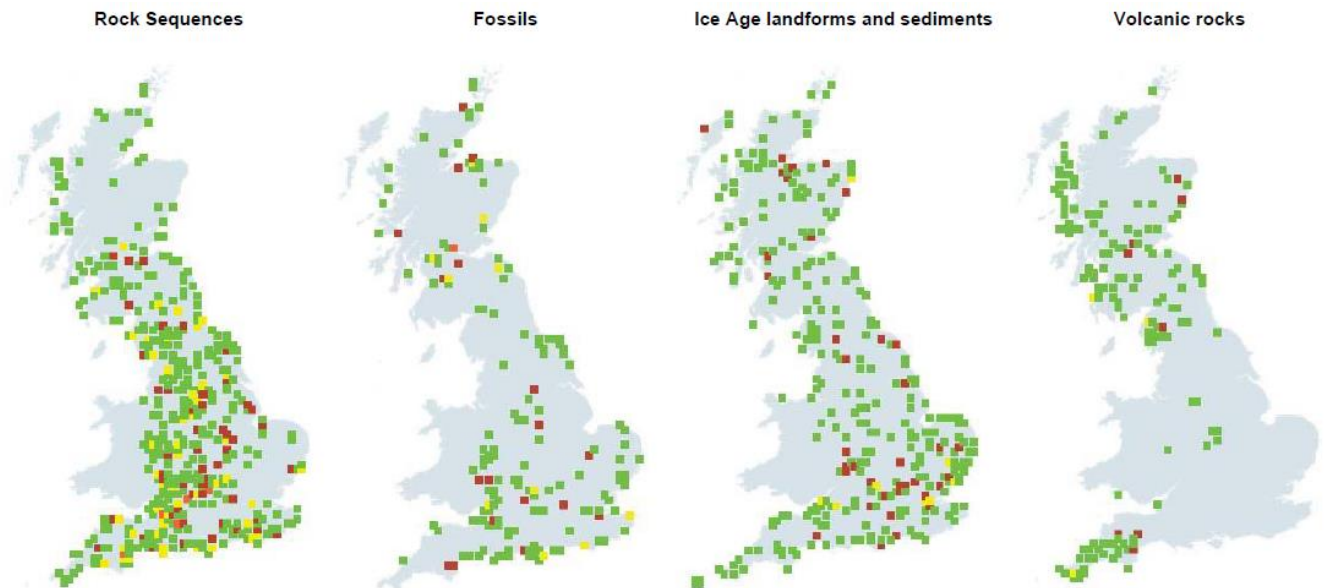 Rock Sequences
Fossils
Ice Age landforms and sediments
Volcanic rocks